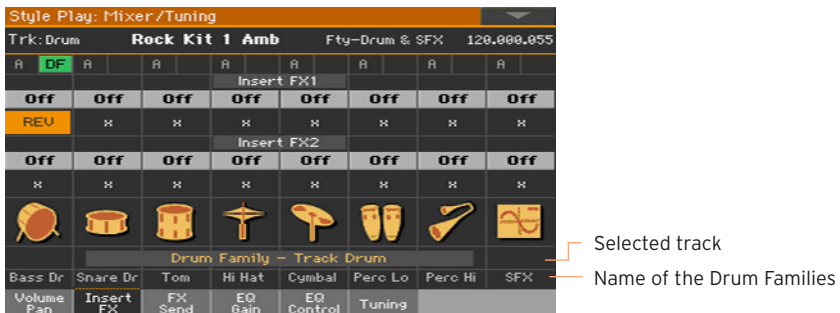 Style Play: Mixer/Tuning
Trk:Drum Rock Kit 1 Amb Fty-Drum & SFX 120.000.055
A DF A A A A A A A
Insert FX1
Off Off Off Off Off Off Off Off
REV x x x x x x x
Insert FX2
Off Off Off Off Off Off Off Off
x x x x x x x x
Drum Family - Track Drum
Selected track
Bass Dr Snare Dr Tom Hi Hat Cymbal Perc Lo Perc Hi SFX
Name of the Drum Families
Volume Pan Insert FX FX Send EQ Gain EQ Control Tuning